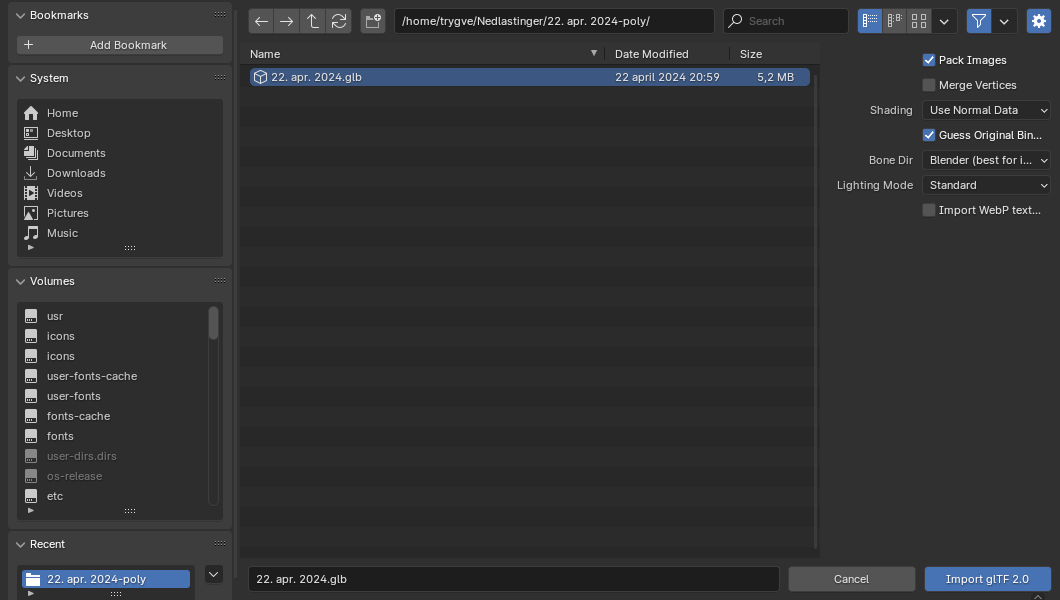 Bookmarks
Add Bookmark
System
Home
Desktop
Documents
Downloads
Videos
Pictures
Music
Volumes
usr
icons
icons
user-fonts-cache
user-fonts
fonts-cache
fonts
user-dirs.dirs
os-release
etc
Recent
22. apr. 2024-poly
/home/trygve/Nedlastinger/22. apr. 2024-poly/
Search
Name Date Modified Size
22. apr. 2024.glb 22 april 2024 20:59 5,2 MB
22. apr. 2024.glb
Cancel
Import glTF 2.0
Pack Images
Merge Vertices
Shading Use Normal Data
Guess Original Bin...
Bone Dir Blender (best for i...
Lighting Mode Standard
Import WebP text...